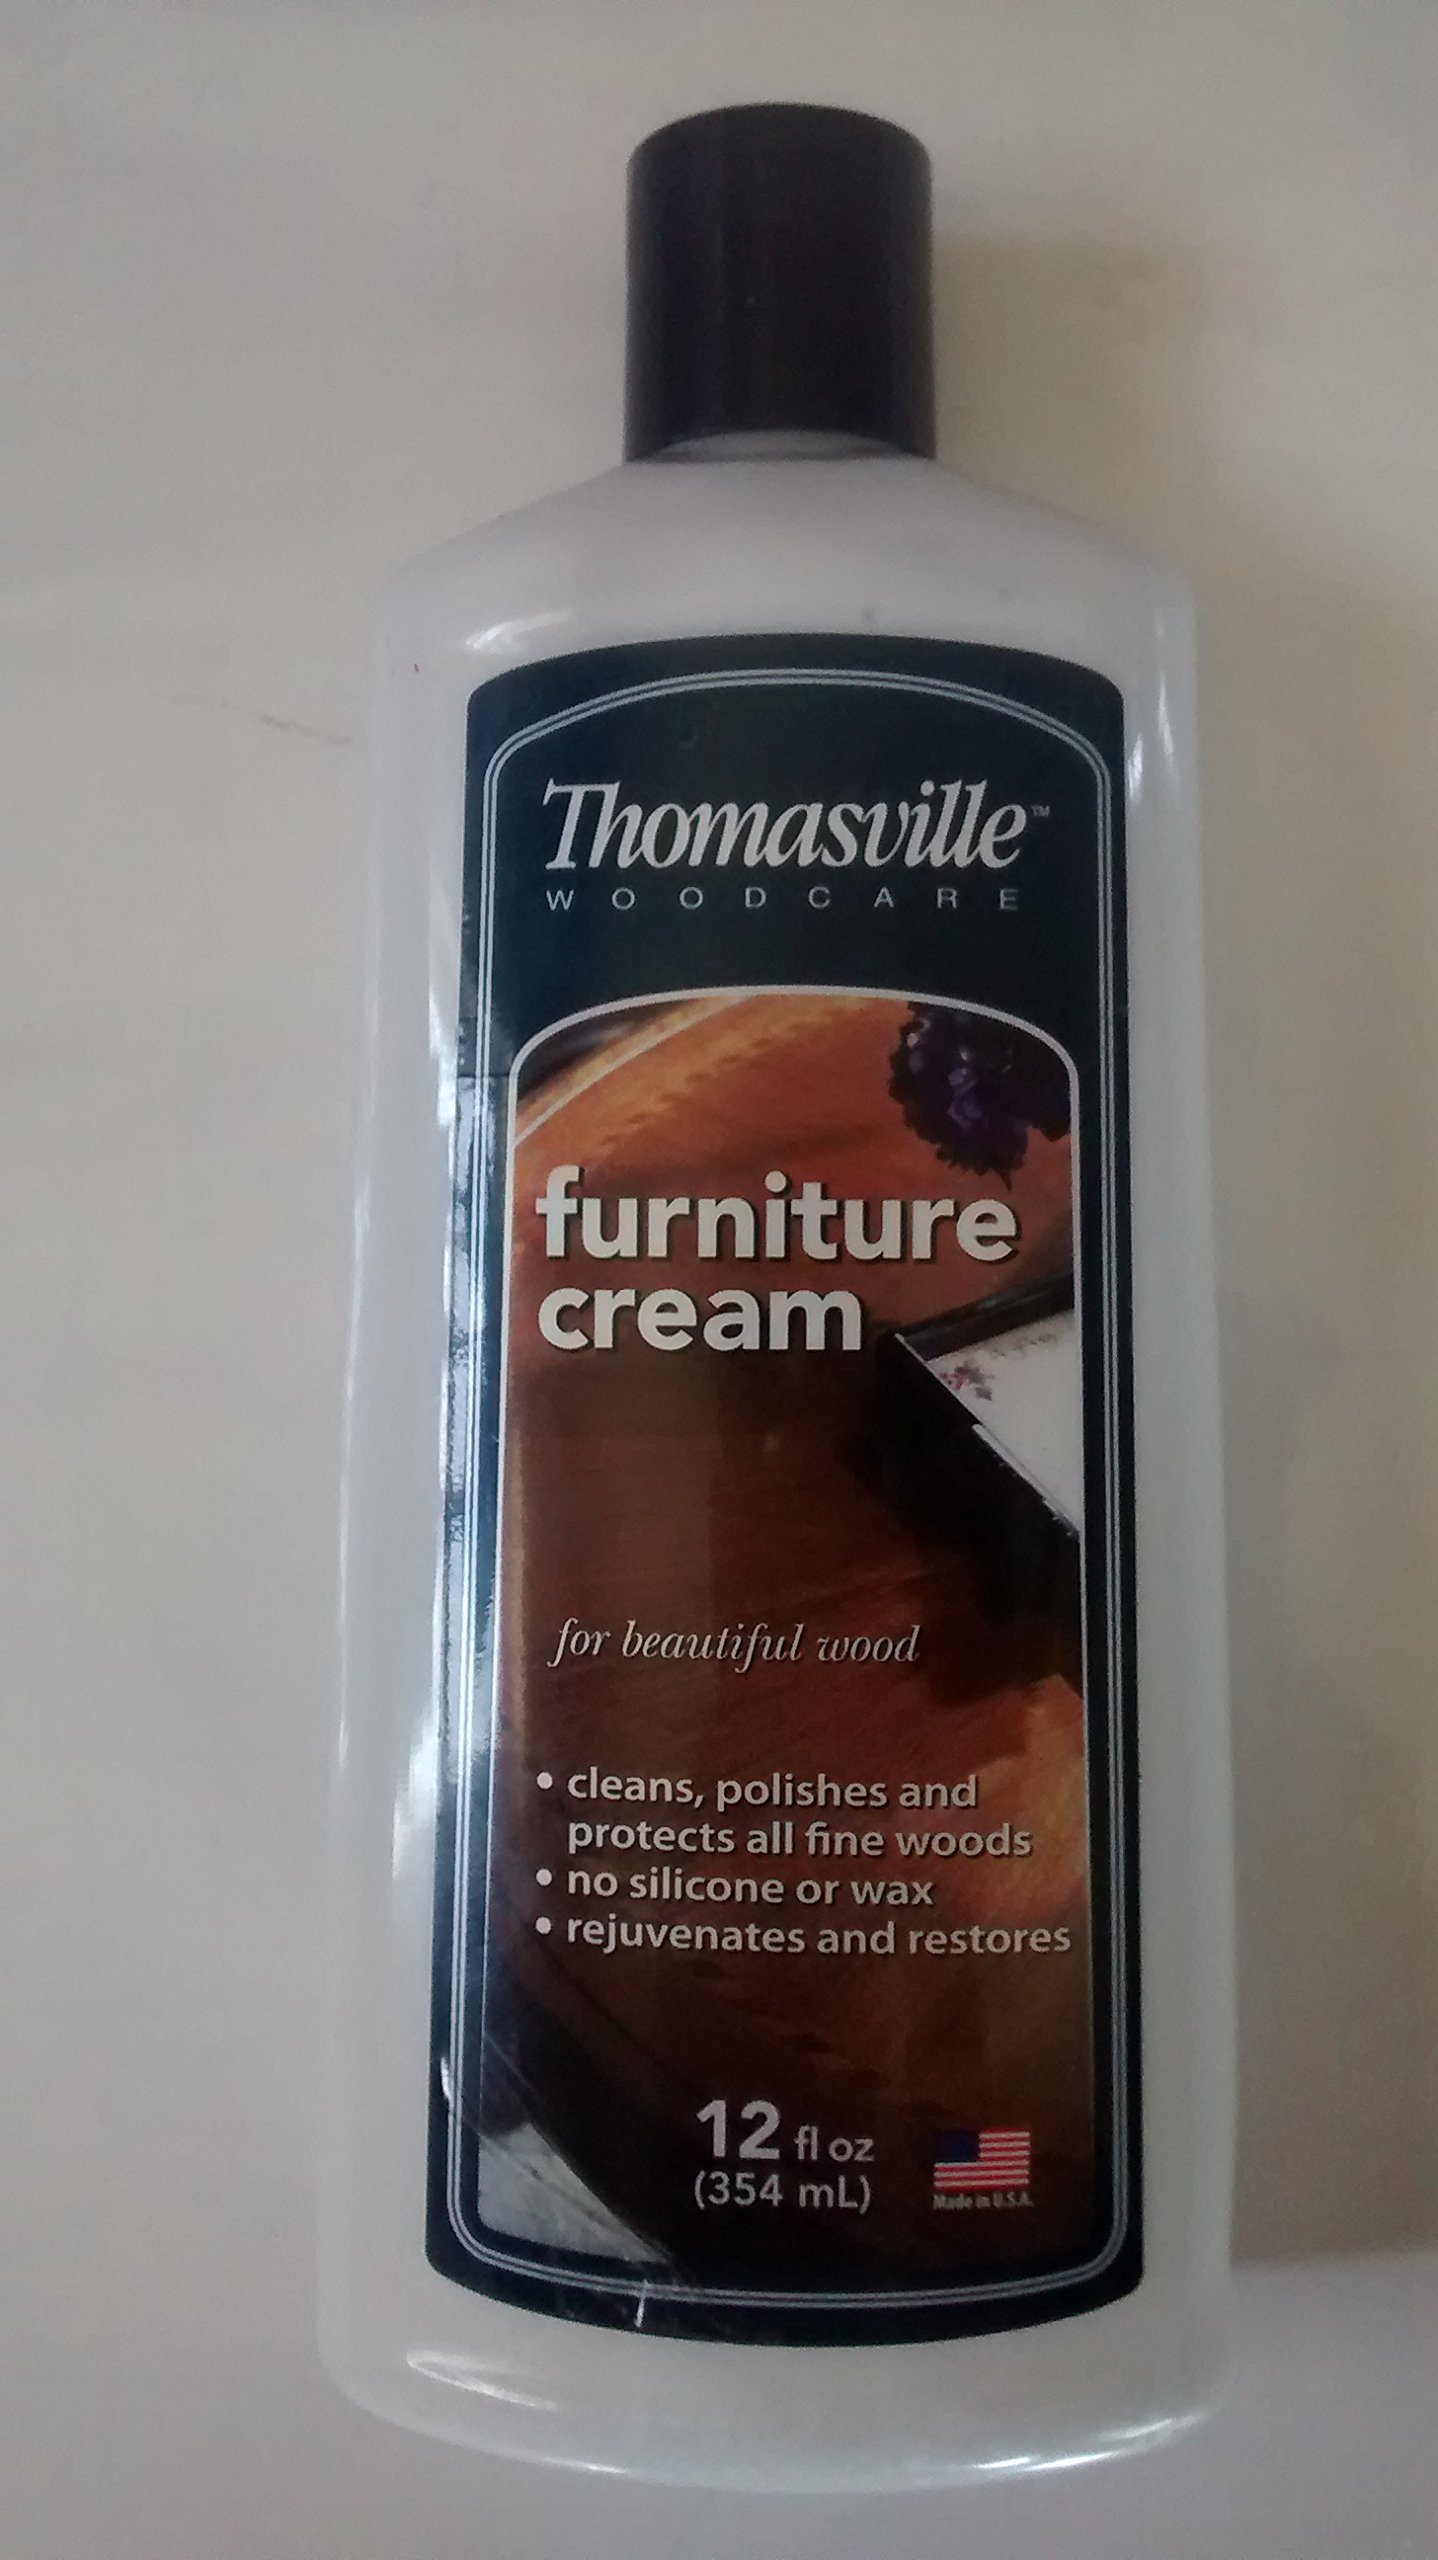 Thomasville™
WOODCARE
furniture
cream
for beautiful wood
• cleans, polishes and
protects all fine woods
• no silicone or wax
• rejuvenates and restores
12 fl oz
(354 mL)
Made in U.S.A.